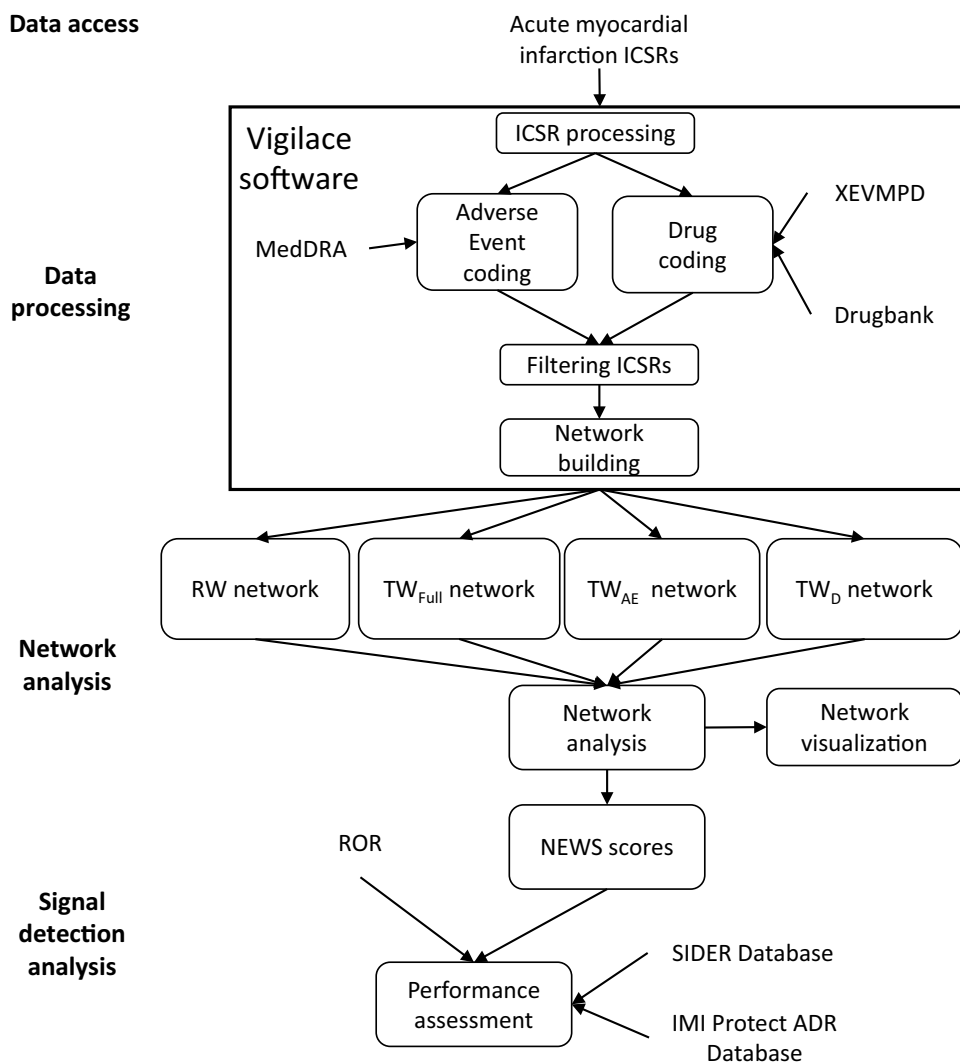 Data access
Acute myocardial
infarction ICSRs
Vigilace
software
ICSR processing
Adverse
Event
coding
Drug
coding
XEVMPD
MedDRA
Drugbank
Data
processing
Filtering ICSRs
Network
building
RW network
TWFull network
TWAE network
TWD network
Network
analysis
Network
analysis
Network
visualization
NEWS scores
ROR
Signal
detection
analysis
Performance
assessment
SIDER Database
IMI Protect ADR
Database